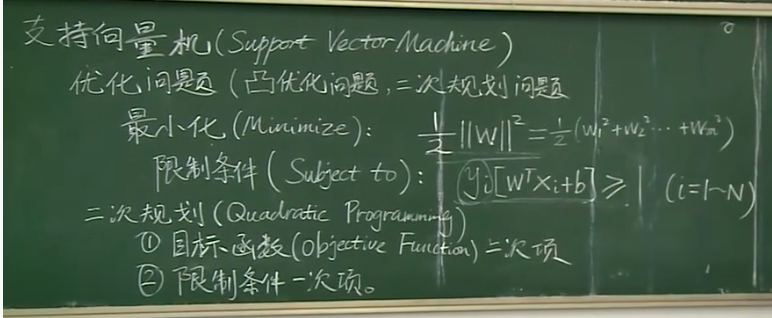 支持向量机(Support Vector Machine)
优化问题(凸优化问题,二次规划问题
最小化(Minimize): ½||W||²=½(W₁²+W₂²···+Wₘ²)
限制条件(Subject to): yᵢ[WᵀXᵢ+b]≥1 (i=1~N)
二次规划(Quadratic Programming)
① 目标函数(Objective Function)二次项
② 限制条件一次项。